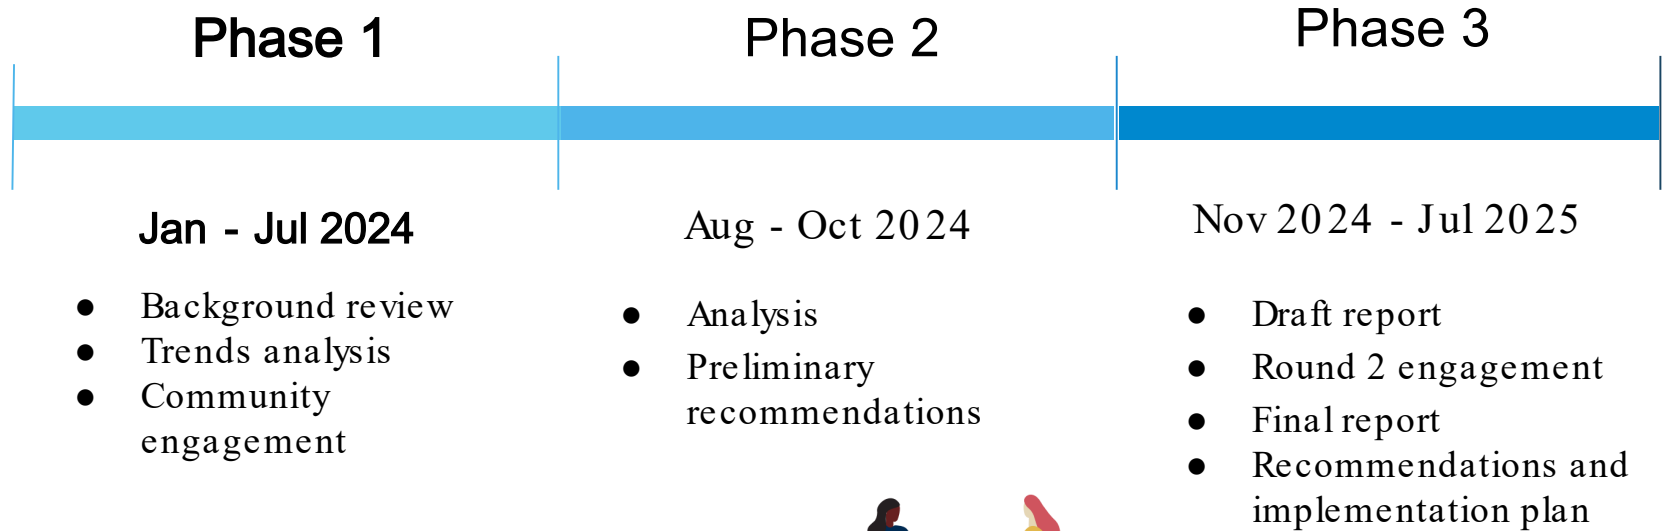 Phase 1
Jan - Jul 2024
● Background review
● Trends analysis
● Community
engagement
Phase 2
Aug - Oct 2024
● Analysis
● Preliminary
recommendations
Phase 3
Nov 2024 - Jul 2025
● Draft report
● Round 2 engagement
● Final report
● Recommendations and
implementation plan